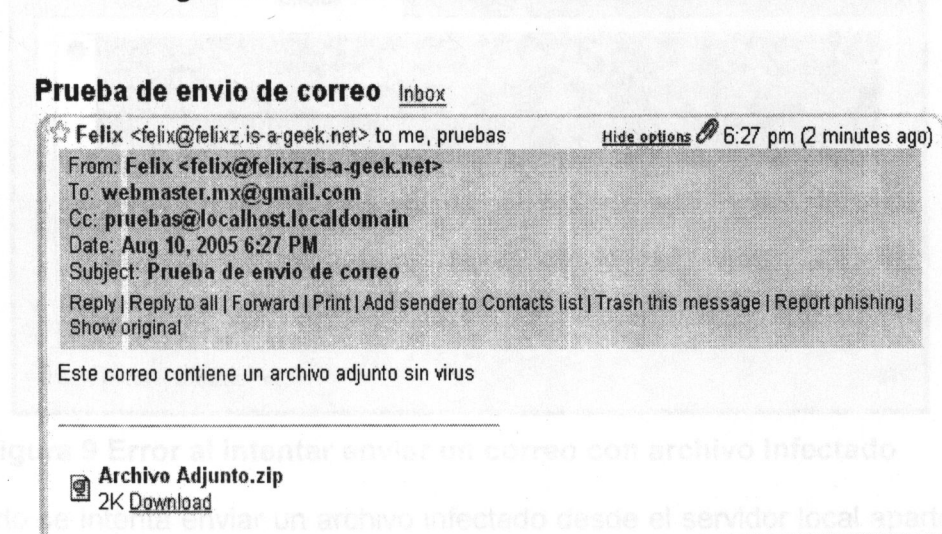 Prueba de envio de correo Inbox
Felix <felix@felixz.is-a-geek.net> to me, pruebas Hide options 6:27 pm (2 minutes ago)
From: Felix <felix@felixz.is-a-geek.net>
To: webmaster.mx@gmail.com
Cc: pruebas@localhost.localdomain
Date: Aug 10, 2005 6:27 PM
Subject: Prueba de envio de correo
Reply | Reply to all | Forward | Print | Add sender to Contacts list | Trash this message | Report phishing |
Show original
Este correo contiene un archivo adjunto sin virus
9 Error al intentar enviar un correo con archivo infectado
Archivo Adjunto.zip
2K Download
se intenta enviar un archivo infectado desde el servidor local